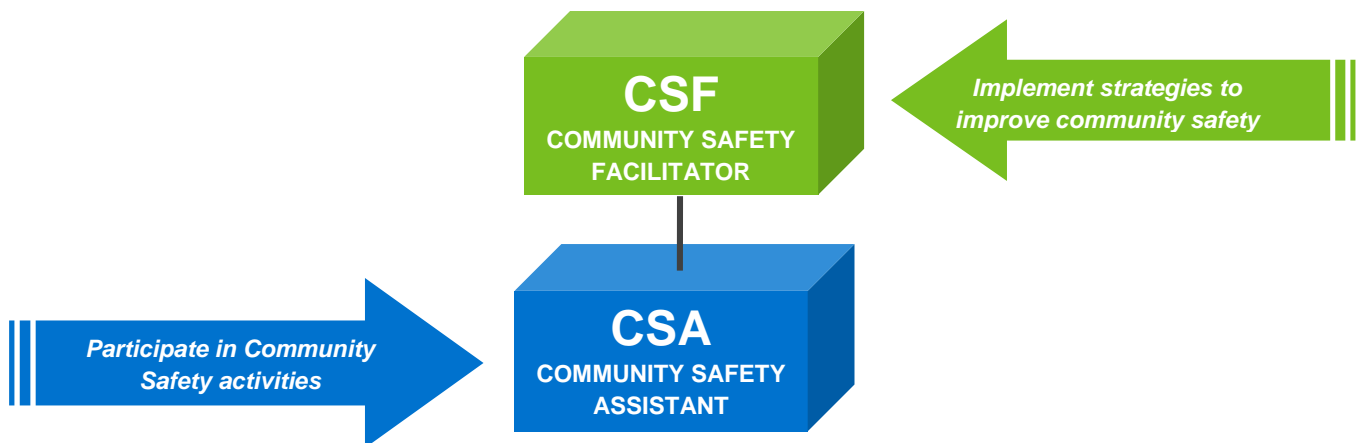 CSF
COMMUNITY SAFETY
FACILITATOR
Implement strategies to
improve community safety
CSA
COMMUNITY SAFETY
ASSISTANT
Participate in Community
Safety activities